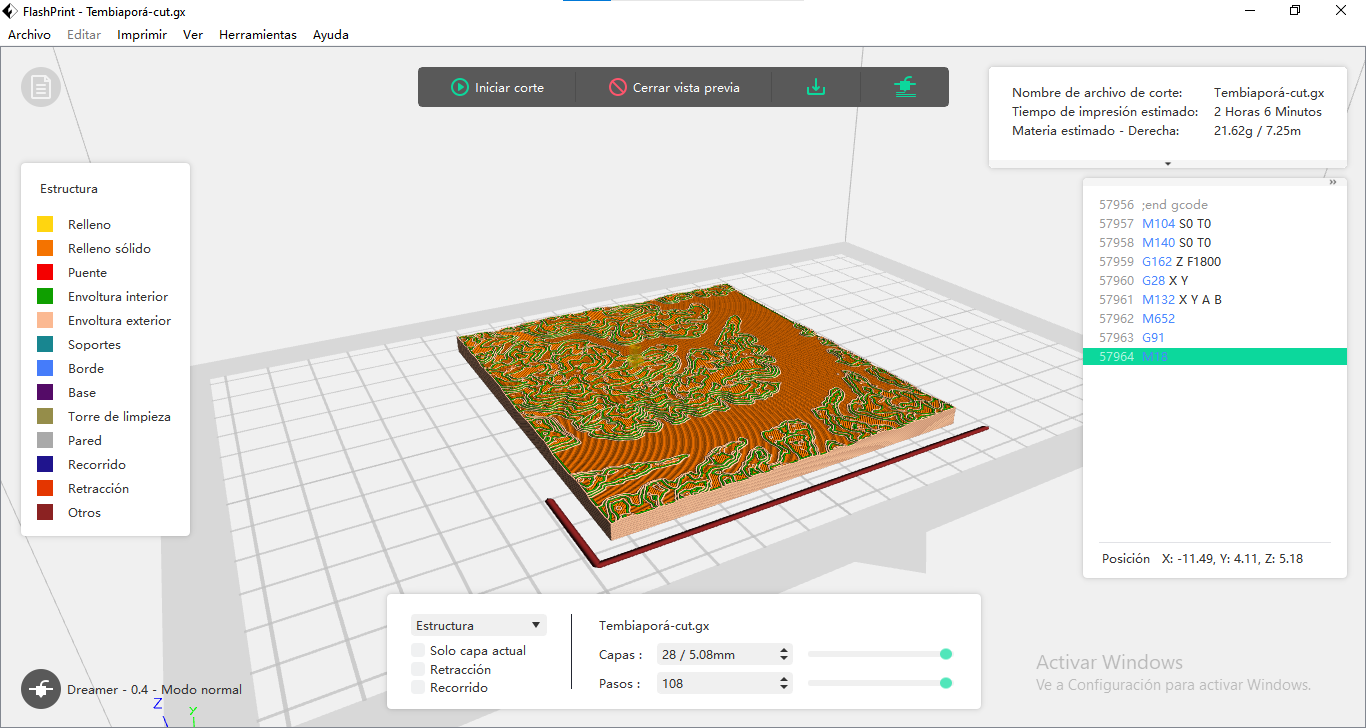 FlashPrint - Tembiaporá-cut.gx
Archivo Editar Imprimir Ver Herramientas Ayuda
Iniciar corte Cerrar vista previa
Nombre de archivo de corte: Tembiaporá-cut.gx
Tiempo de impresión estimado: 2 Horas 6 Minutos
Materia estimado - Derecha: 21.62g / 7.25m
Estructura
Relleno
Relleno sólido
Puente
Envoltura interior
Envoltura exterior
Soportes
Borde
Base
Torre de limpieza
Pared
Recorrido
Retracción
Otros
»
57956 ;end gcode
57957 M104 S0 T0
57958 M140 S0 T0
57959 G162 Z F1800
57960 G28 X Y
57961 M132 X Y A B
57962 M652
57963 G91
57964 M18
Posición X: -11.49, Y: 4.11, Z: 5.18
Estructura
Solo capa actual
Retracción
Recorrido
Tembiaporá-cut.gx
Capas : 28 / 5.08mm
Pasos : 108
Dreamer - 0.4 - Modo normal
Z Y
Activar Windows
Ve a Configuración para activar Windows.